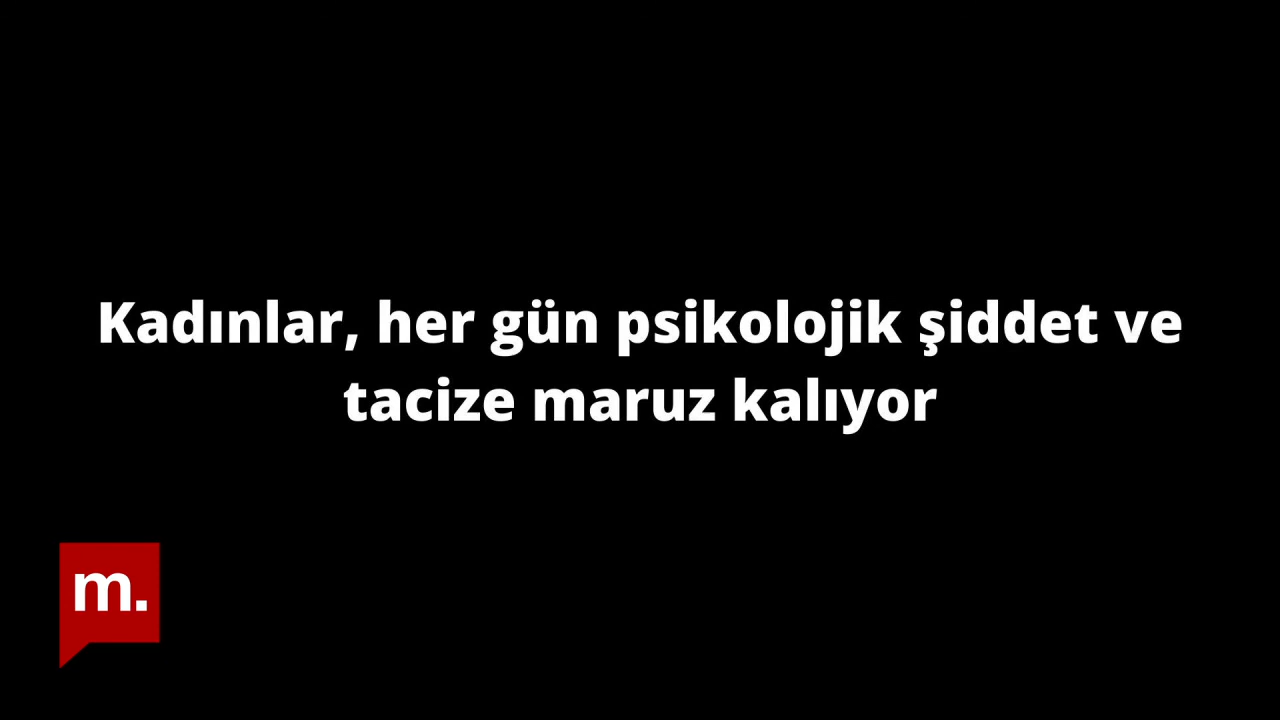 Kadınlar, her gün psikolojik şiddet ve
tacize maruz kalıyor
m.